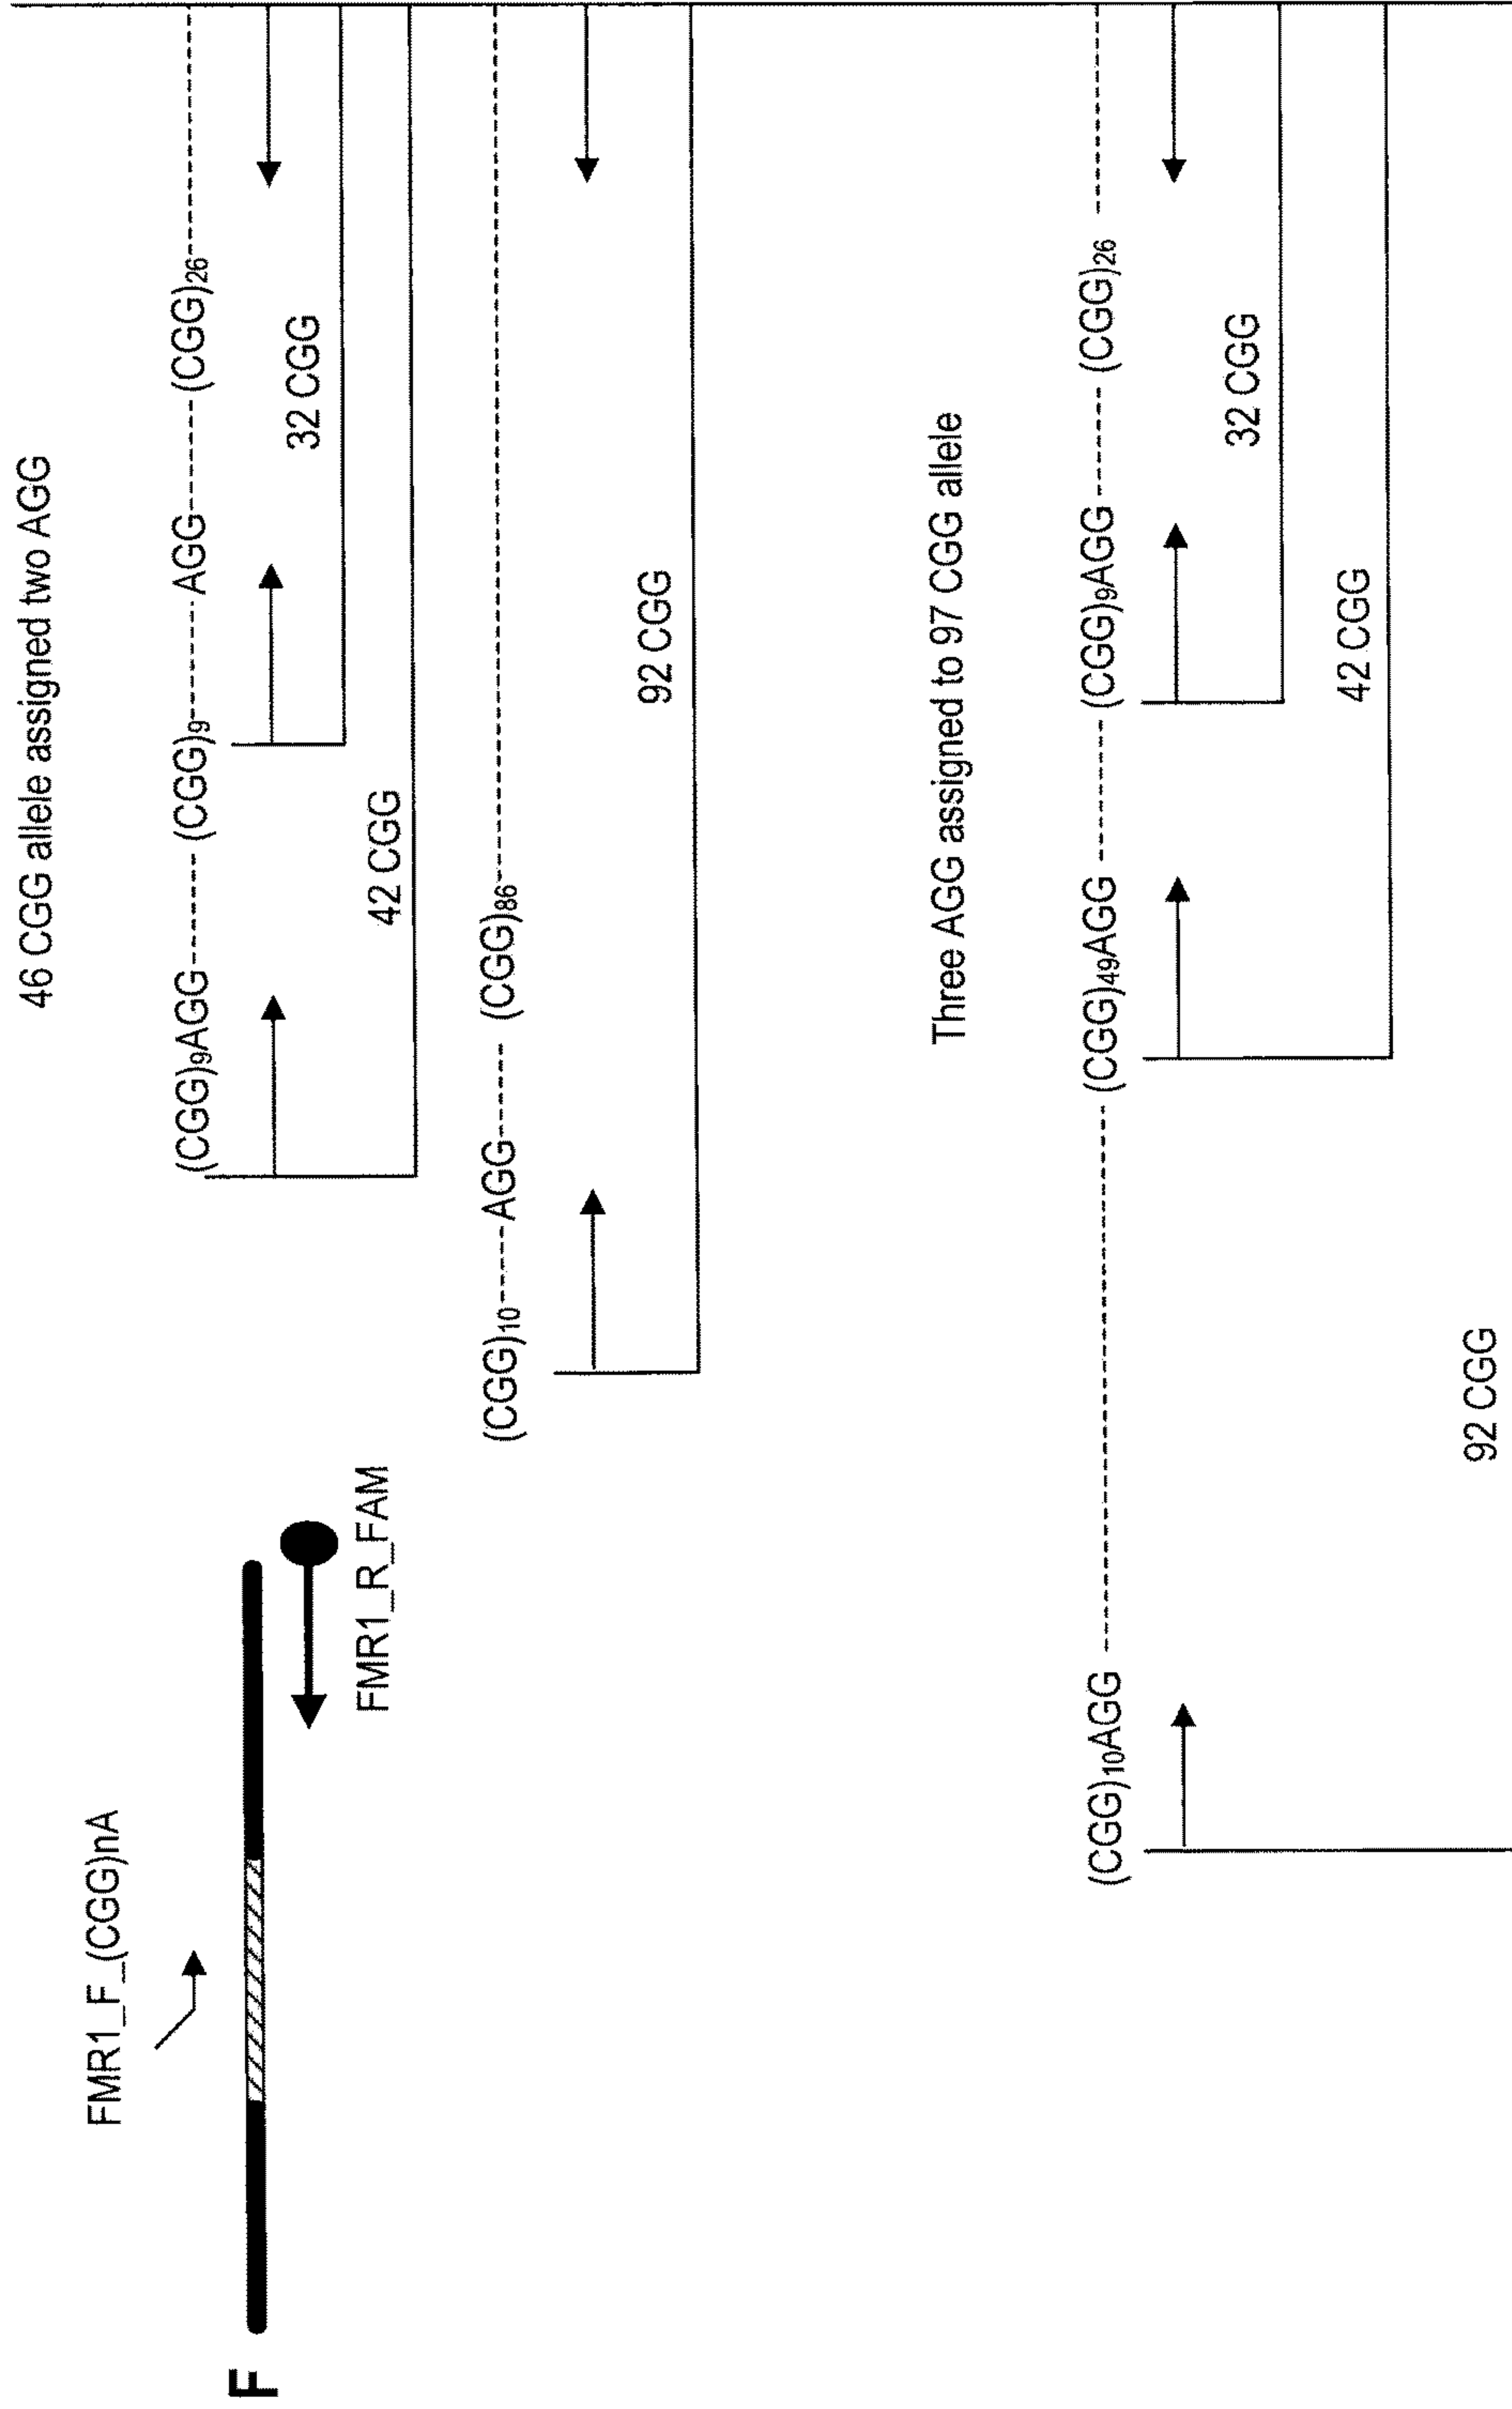 F
FMR1_F_(CGG)nA
FMR1_R_FAM
46 CGG allele assigned two AGG
(CGG)9AGG (CGG)9 AGG (CGG)26
32 CGG
42 CGG
(CGG)10 AGG (CGG)86
92 CGG
Three AGG assigned to 97 CGG allele
(CGG)10AGG (CGG)49AGG (CGG)9AGG (CGG)26
32 CGG
42 CGG
92 CGG